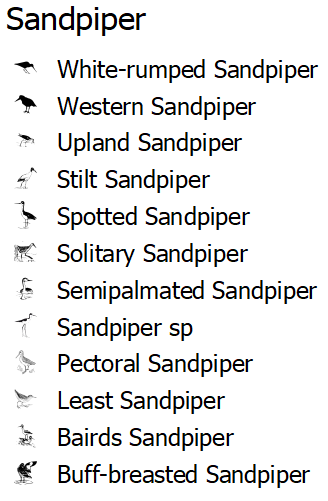 Sandpiper
White-rumped Sandpiper
Western Sandpiper
Upland Sandpiper
Stilt Sandpiper
Spotted Sandpiper
Solitary Sandpiper
Semipalmated Sandpiper
Sandpiper sp
Pectoral Sandpiper
Least Sandpiper
Bairds Sandpiper
Buff-breasted Sandpiper